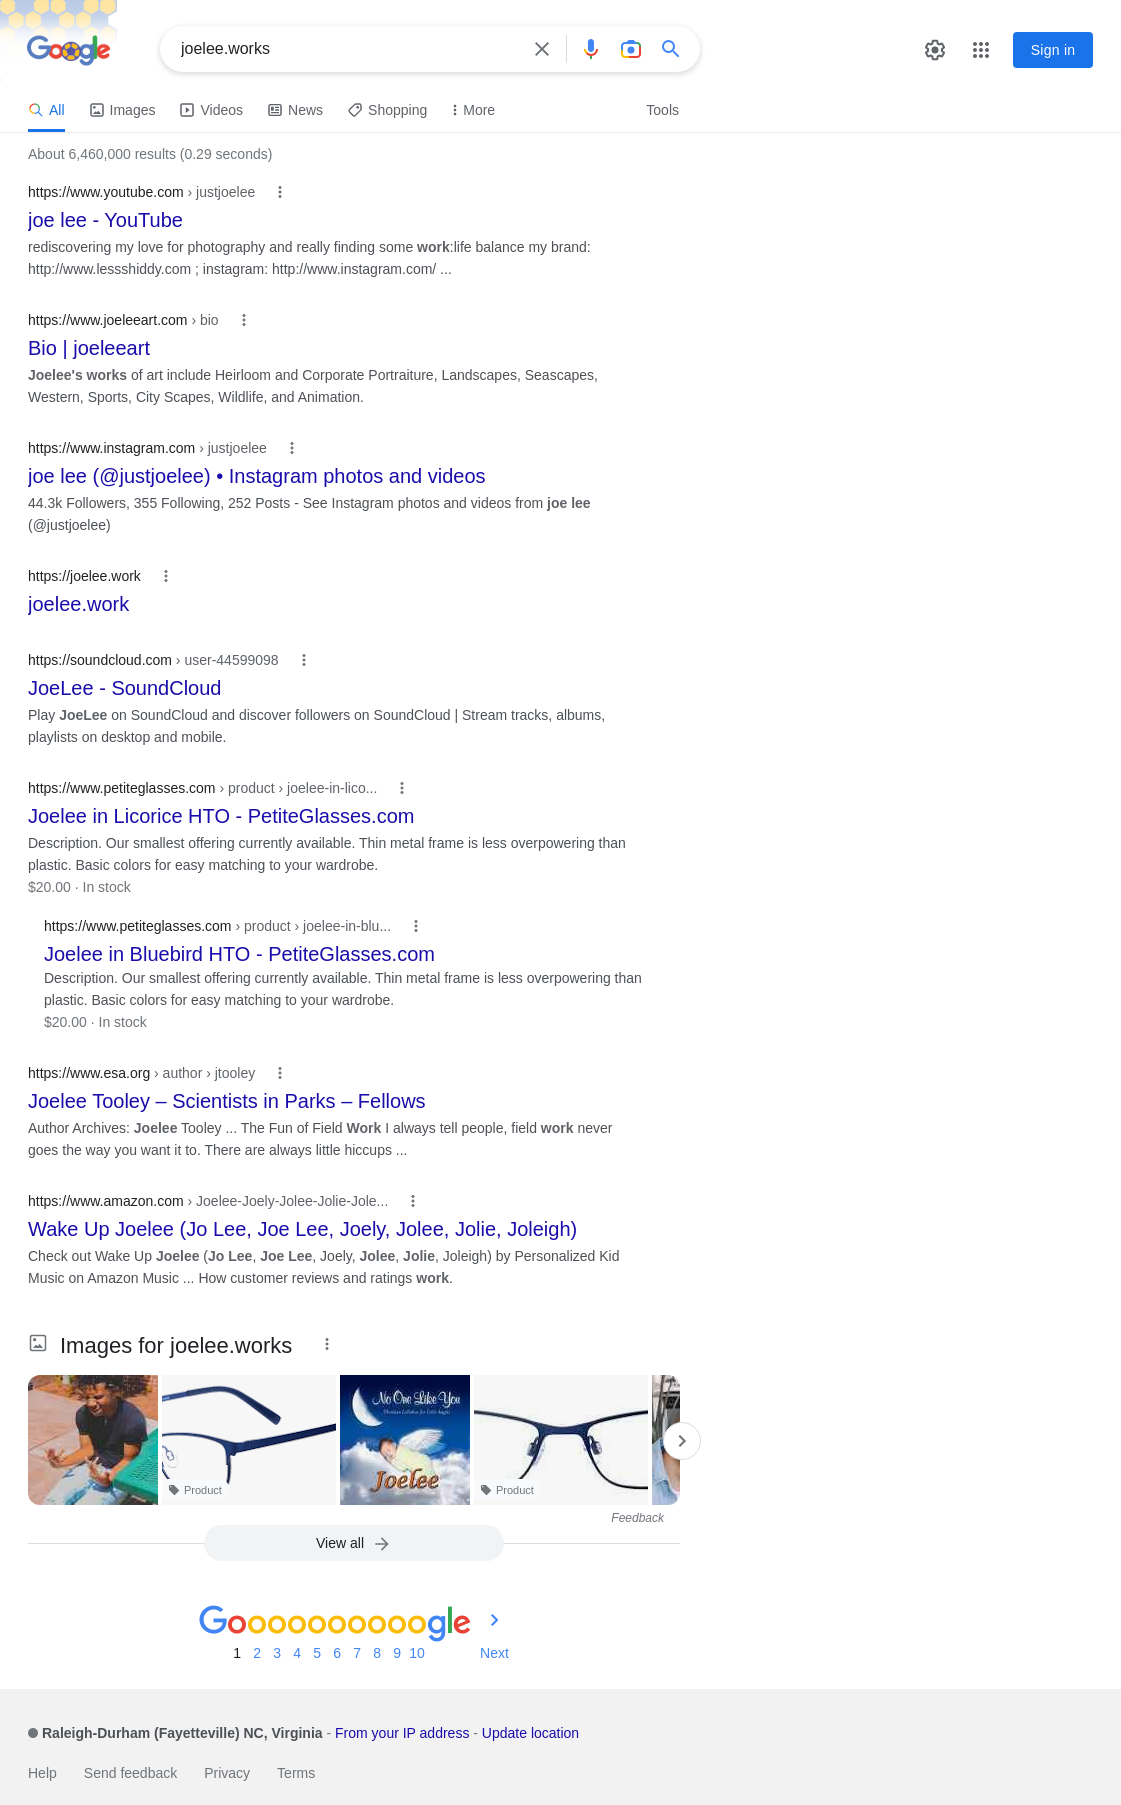 Google
joelee.works
Sign in
All
Images
Videos
News
Shopping
More
Tools
About 6,460,000 results (0.29 seconds)
https://www.youtube.com › justjoelee
joe lee - YouTube
rediscovering my love for photography and really finding some work:life balance my brand:
http://www.lessshiddy.com ; instagram: http://www.instagram.com/ ...
https://www.joeleeart.com › bio
Bio | joeleeart
Joelee's works of art include Heirloom and Corporate Portraiture, Landscapes, Seascapes,
Western, Sports, City Scapes, Wildlife, and Animation.
https://www.instagram.com › justjoelee
joe lee (@justjoelee) • Instagram photos and videos
44.3k Followers, 355 Following, 252 Posts - See Instagram photos and videos from joe lee
(@justjoelee)
https://joelee.work
joelee.work
https://soundcloud.com › user-44599098
JoeLee - SoundCloud
Play JoeLee on SoundCloud and discover followers on SoundCloud | Stream tracks, albums,
playlists on desktop and mobile.
https://www.petiteglasses.com › product › joelee-in-lico...
Joelee in Licorice HTO - PetiteGlasses.com
Description. Our smallest offering currently available. Thin metal frame is less overpowering than
plastic. Basic colors for easy matching to your wardrobe.
$20.00 · In stock
https://www.petiteglasses.com › product › joelee-in-blu...
Joelee in Bluebird HTO - PetiteGlasses.com
Description. Our smallest offering currently available. Thin metal frame is less overpowering than
plastic. Basic colors for easy matching to your wardrobe.
$20.00 · In stock
https://www.esa.org › author › jtooley
Joelee Tooley – Scientists in Parks – Fellows
Author Archives: Joelee Tooley ... The Fun of Field Work I always tell people, field work never
goes the way you want it to. There are always little hiccups ...
https://www.amazon.com › Joelee-Joely-Jolee-Jolie-Jole...
Wake Up Joelee (Jo Lee, Joe Lee, Joely, Jolee, Jolie, Joleigh)
Check out Wake Up Joelee (Jo Lee, Joe Lee, Joely, Jolee, Jolie, Joleigh) by Personalized Kid
Music on Amazon Music ... How customer reviews and ratings work.
Images for joelee.works
No One Like You
Joelee
Product
Product
Feedback
View all
Goooooooooogle
1 2 3 4 5 6 7 8 9 10 Next
Raleigh-Durham (Fayetteville) NC, Virginia - From your IP address - Update location
Help Send feedback Privacy Terms